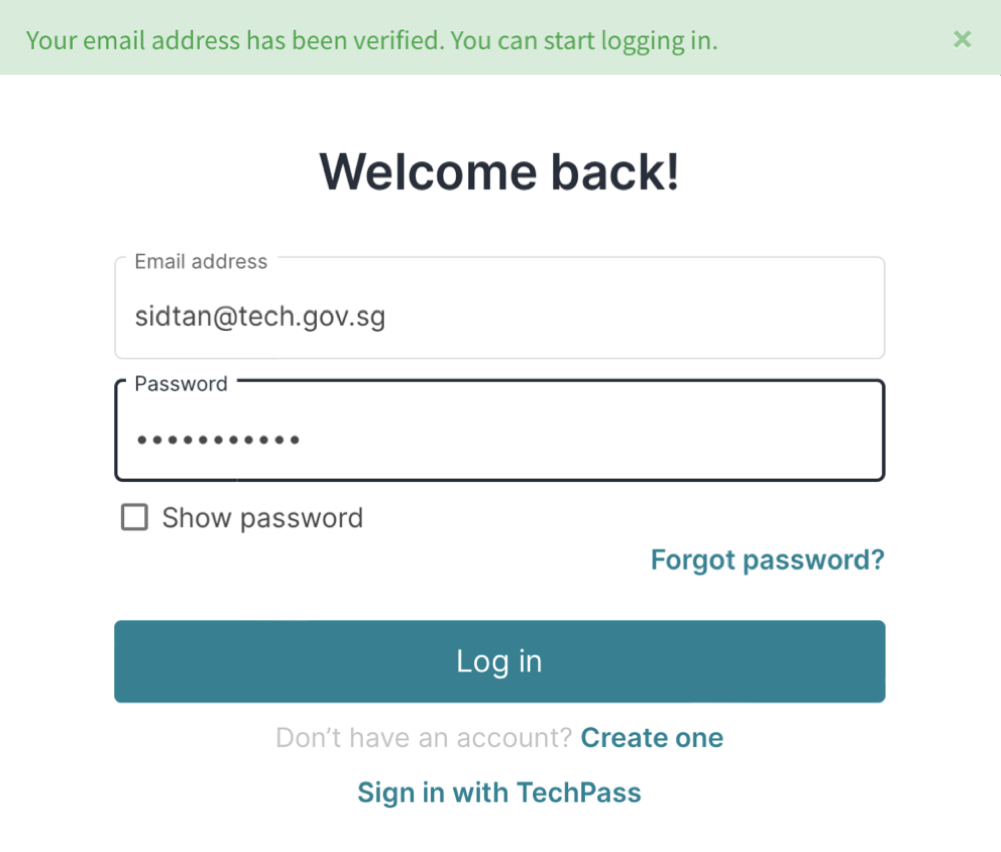 Your email address has been verified. You can start logging in. ×
Welcome back!
Email address
sidtan@tech.gov.sg
Password
•••••••••••
Show password
Forgot password?
Log in
Don’t have an account? Create one
Sign in with TechPass